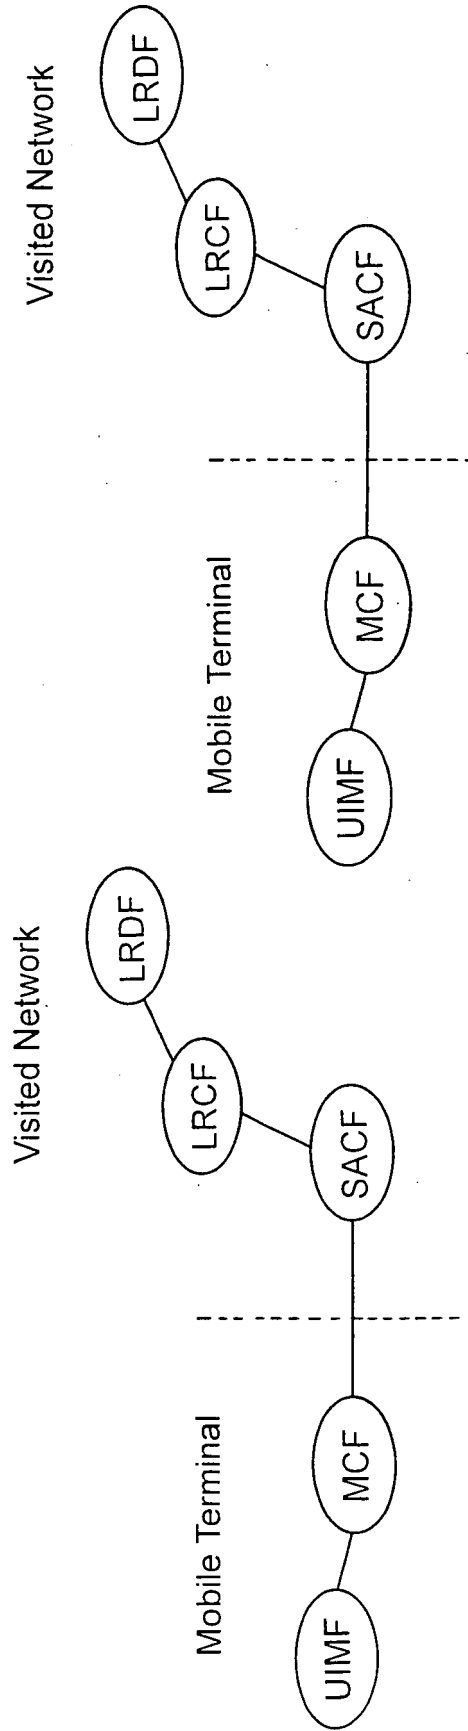 Mobile Terminal
Visited Network
LRDF
LRCF
UIMF
MCF
SACF
Mobile Terminal
Visited Network
LRDF
LRCF
UIMF
MCF
SACF